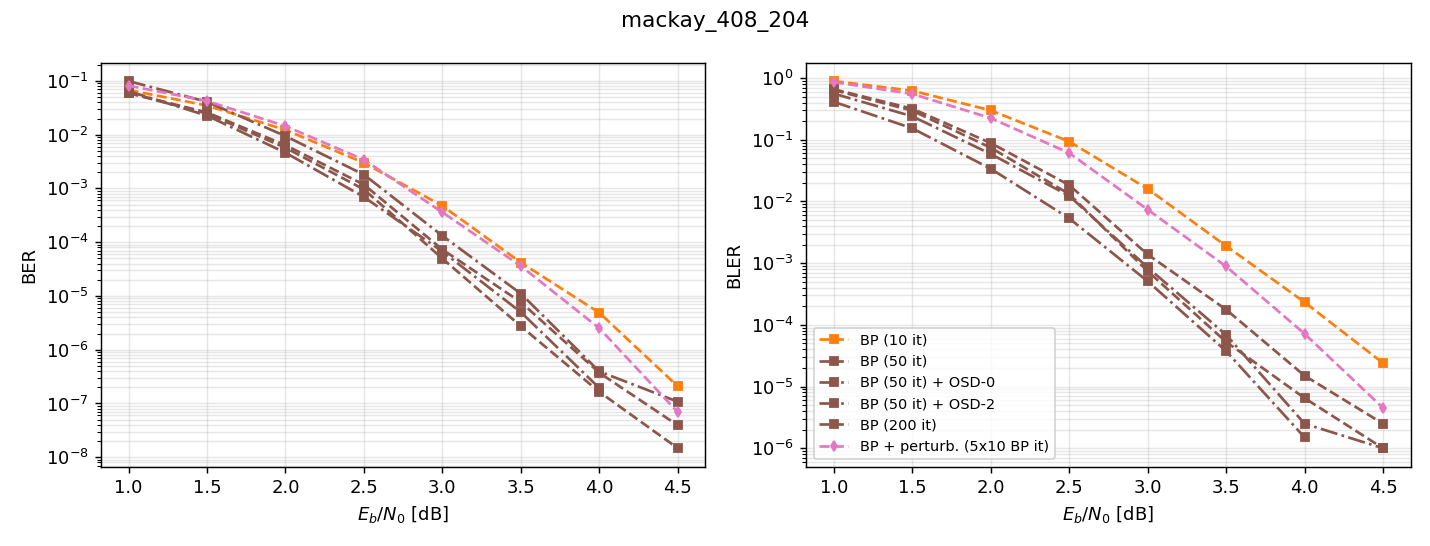 mackay_408_204
10⁻¹
10⁻²
10⁻³
10⁻⁴
10⁻⁵
10⁻⁶
10⁻⁷
10⁻⁸
BER
1.0 1.5 2.0 2.5 3.0 3.5 4.0 4.5
E_b/N_0 [dB]
10⁰
10⁻¹
10⁻²
10⁻³
10⁻⁴
10⁻⁵
10⁻⁶
BLER
BP (10 it)
BP (50 it)
BP (50 it) + OSD-0
BP (50 it) + OSD-2
BP (200 it)
BP + perturb. (5x10 BP it)
1.0 1.5 2.0 2.5 3.0 3.5 4.0 4.5
E_b/N_0 [dB]